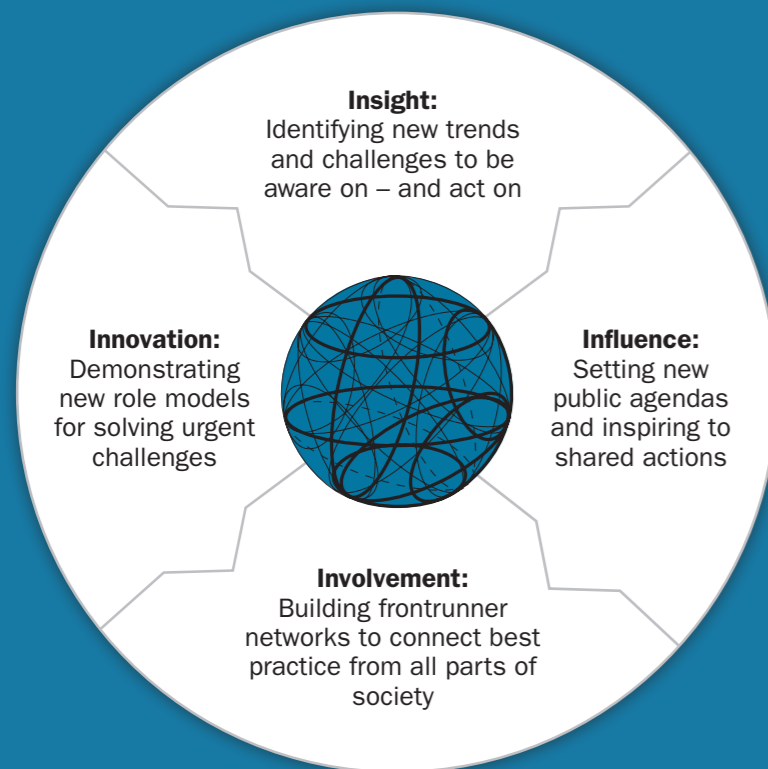 Insight:
Identifying new trends
and challenges to be
aware on – and act on
Innovation:
Demonstrating
new role models
for solving urgent
challenges
Influence:
Setting new
public agendas
and inspiring to
shared actions
Involvement:
Building frontrunner
networks to connect best
practice from all parts of
society